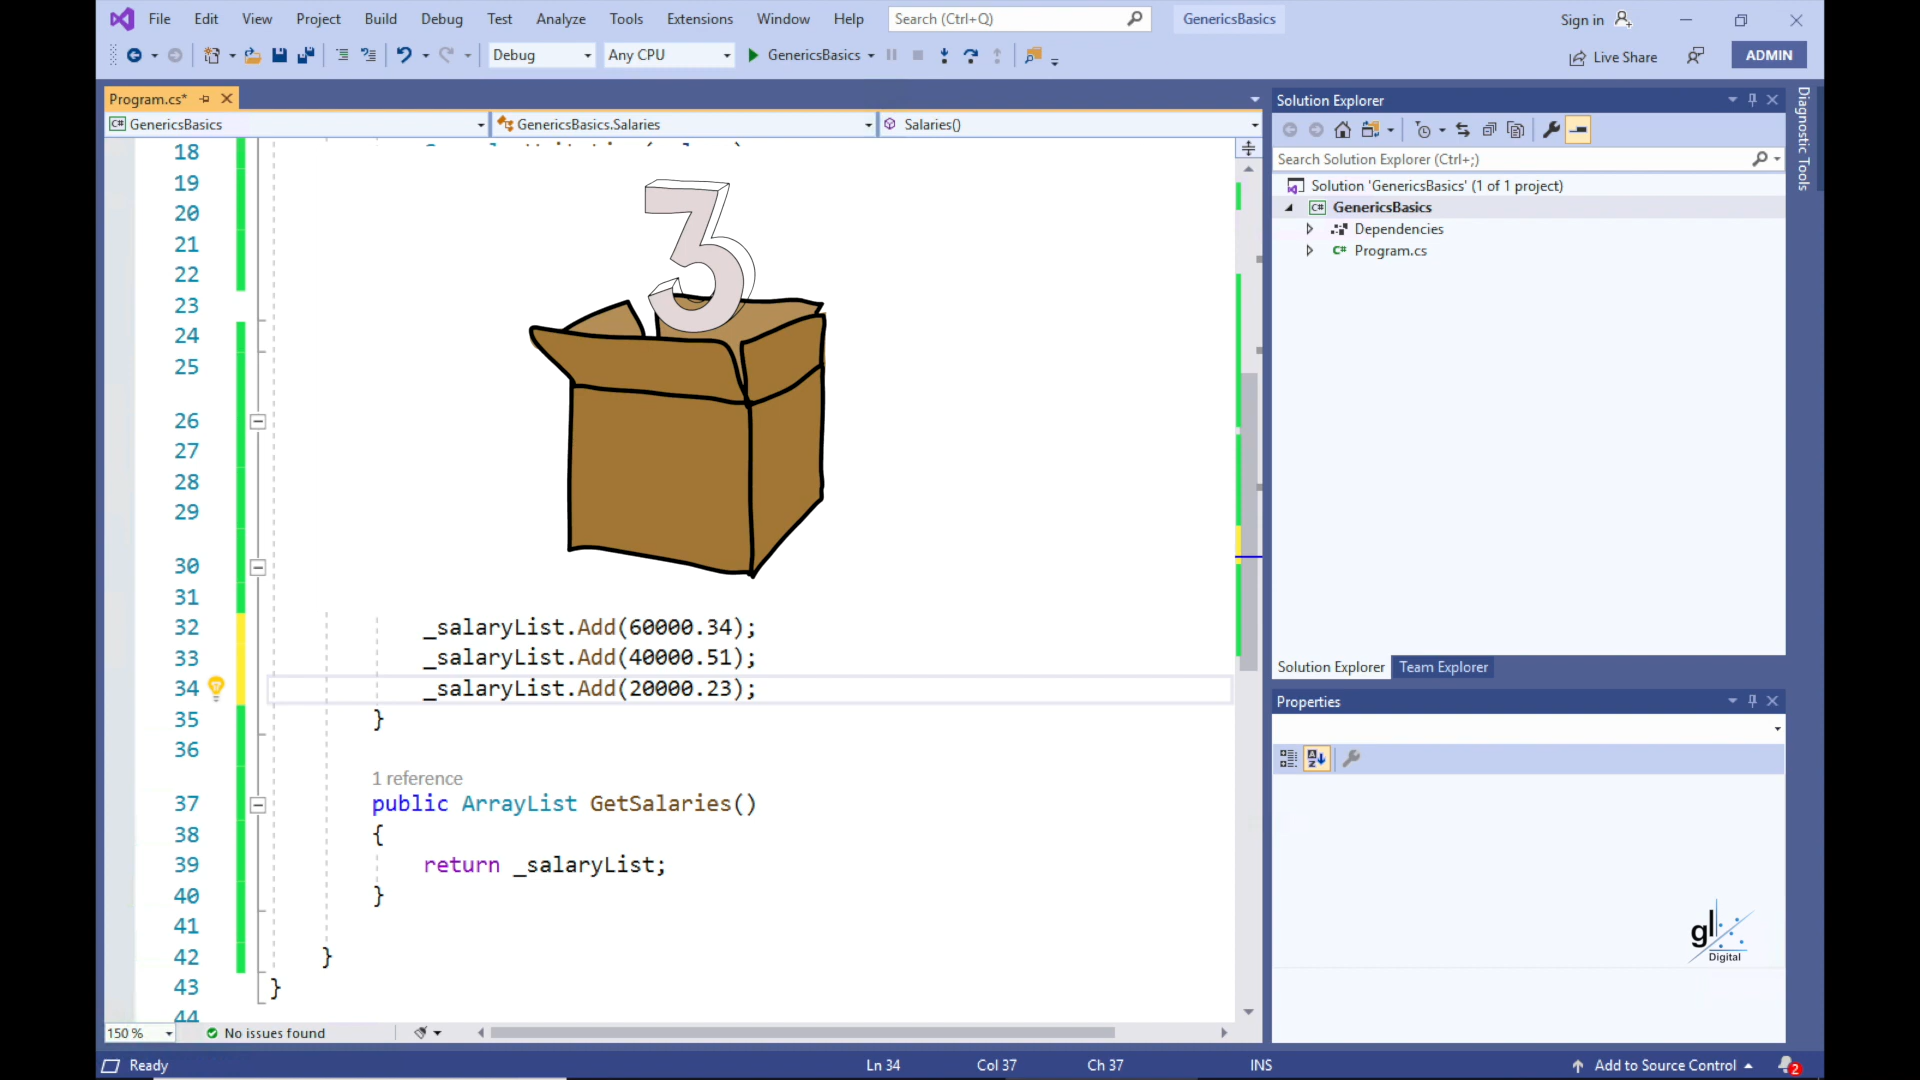 File Edit View Project Build Debug Test Analyze Tools Extensions Window Help Search (Ctrl+Q) GenericsBasics Sign in
Debug Any CPU GenericsBasics Live Share ADMIN
Program.cs*
GenericsBasics GenericsBasics.Salaries Salaries()
18
19
20
21
22
23
24
25
26
27
28
29
30
31
32 _salaryList.Add(60000.34);
33 _salaryList.Add(40000.51);
34 _salaryList.Add(20000.23);
35 }
36
1 reference
37 public ArrayList GetSalaries()
38 {
39 return _salaryList;
40 }
41
42 }
43 }
44
3
150 % No issues found
Solution Explorer
Search Solution Explorer (Ctrl+;)
Solution 'GenericsBasics' (1 of 1 project)
GenericsBasics
Dependencies
Program.cs
Solution Explorer Team Explorer
Properties
Diagnostic Tools
gl
Digital
Ready Ln 34 Col 37 Ch 37 INS Add to Source Control 2